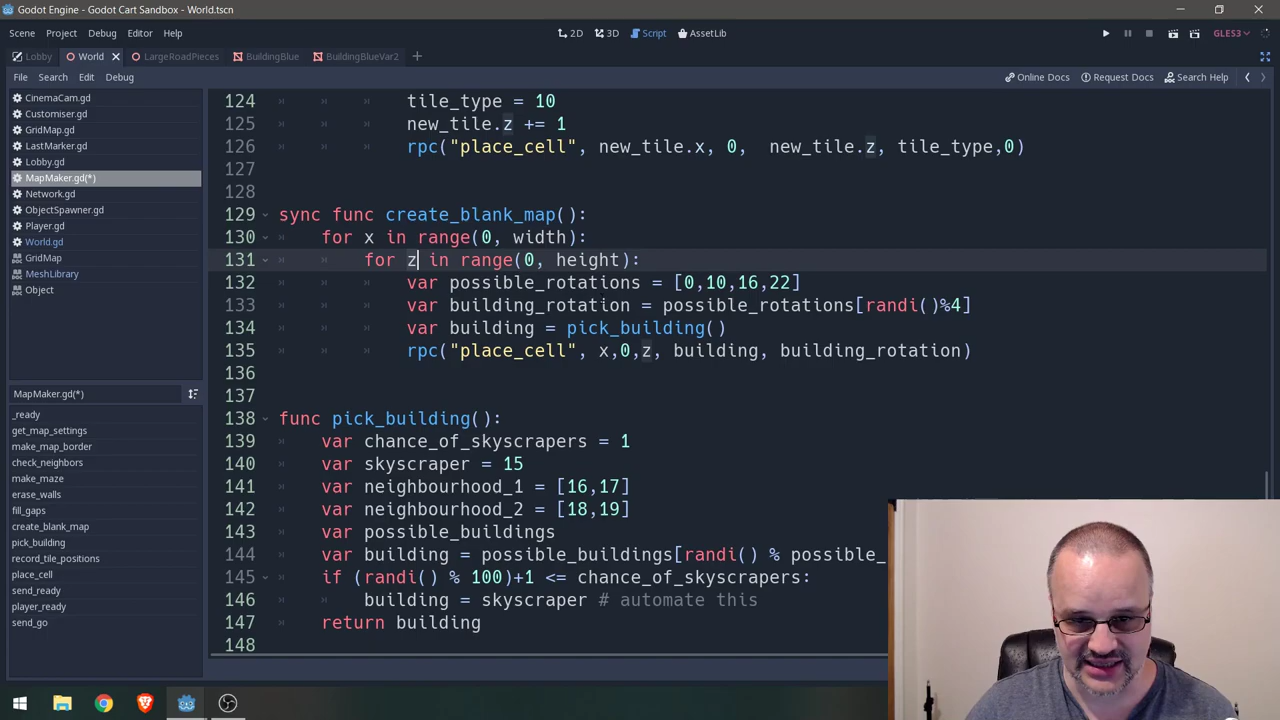 Godot Engine - Godot Cart Sandbox - World.tscn
Scene Project Debug Editor Help
2D 3D Script AssetLib
GLES3
Lobby World LargeRoadPieces BuildingBlue BuildingBlueVar2
File Search Edit Debug
Online Docs Request Docs Search Help
CinemaCam.gd
Customiser.gd
GridMap.gd
LastMarker.gd
Lobby.gd
MapMaker.gd(*)
Network.gd
ObjectSpawner.gd
Player.gd
World.gd
GridMap
MeshLibrary
Object
MapMaker.gd(*)
_ready
get_map_settings
make_map_border
check_neighbors
make_maze
erase_walls
fill_gaps
create_blank_map
pick_building
record_tile_positions
place_cell
send_ready
player_ready
send_go
124 tile_type = 10
125 new_tile.z += 1
126 rpc("place_cell", new_tile.x, 0,  new_tile.z, tile_type,0)
127
128
129 sync func create_blank_map():
130 for x in range(0, width):
131 for z in range(0, height):
132 var possible_rotations = [0,10,16,22]
133 var building_rotation = possible_rotations[randi()%4]
134 var building = pick_building()
135 rpc("place_cell", x,0,z, building, building_rotation)
136
137
138 func pick_building():
139 var chance_of_skyscrapers = 1
140 var skyscraper = 15
141 var neighbourhood_1 = [16,17]
142 var neighbourhood_2 = [18,19]
143 var possible_buildings
144 var building = possible_buildings[randi() % possible_
145 if (randi() % 100)+1 <= chance_of_skyscrapers:
146 building = skyscraper # automate this
147 return building
148